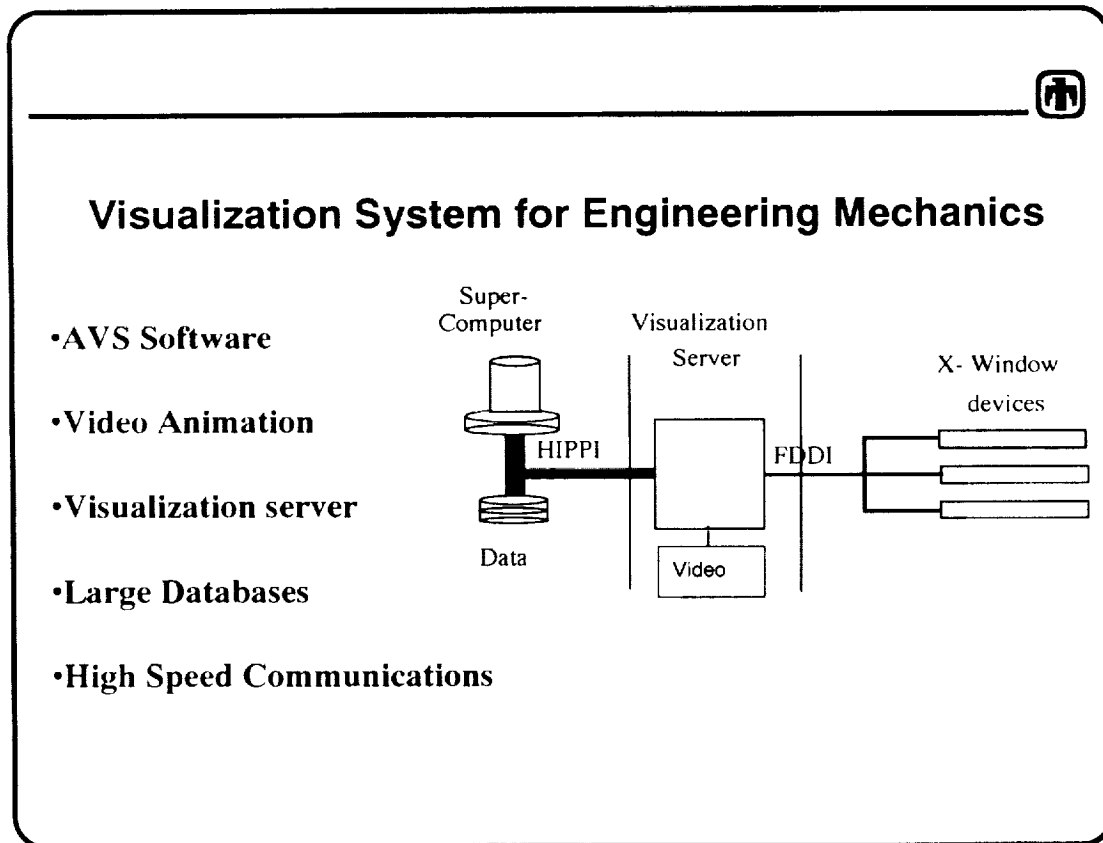 Visualization System for Engineering Mechanics
•AVS Software
•Video Animation
•Visualization server
•Large Databases
•High Speed Communications
Super-
Computer
HIPPI
Data
Visualization
Server
Video
FDDI
X- Window
devices